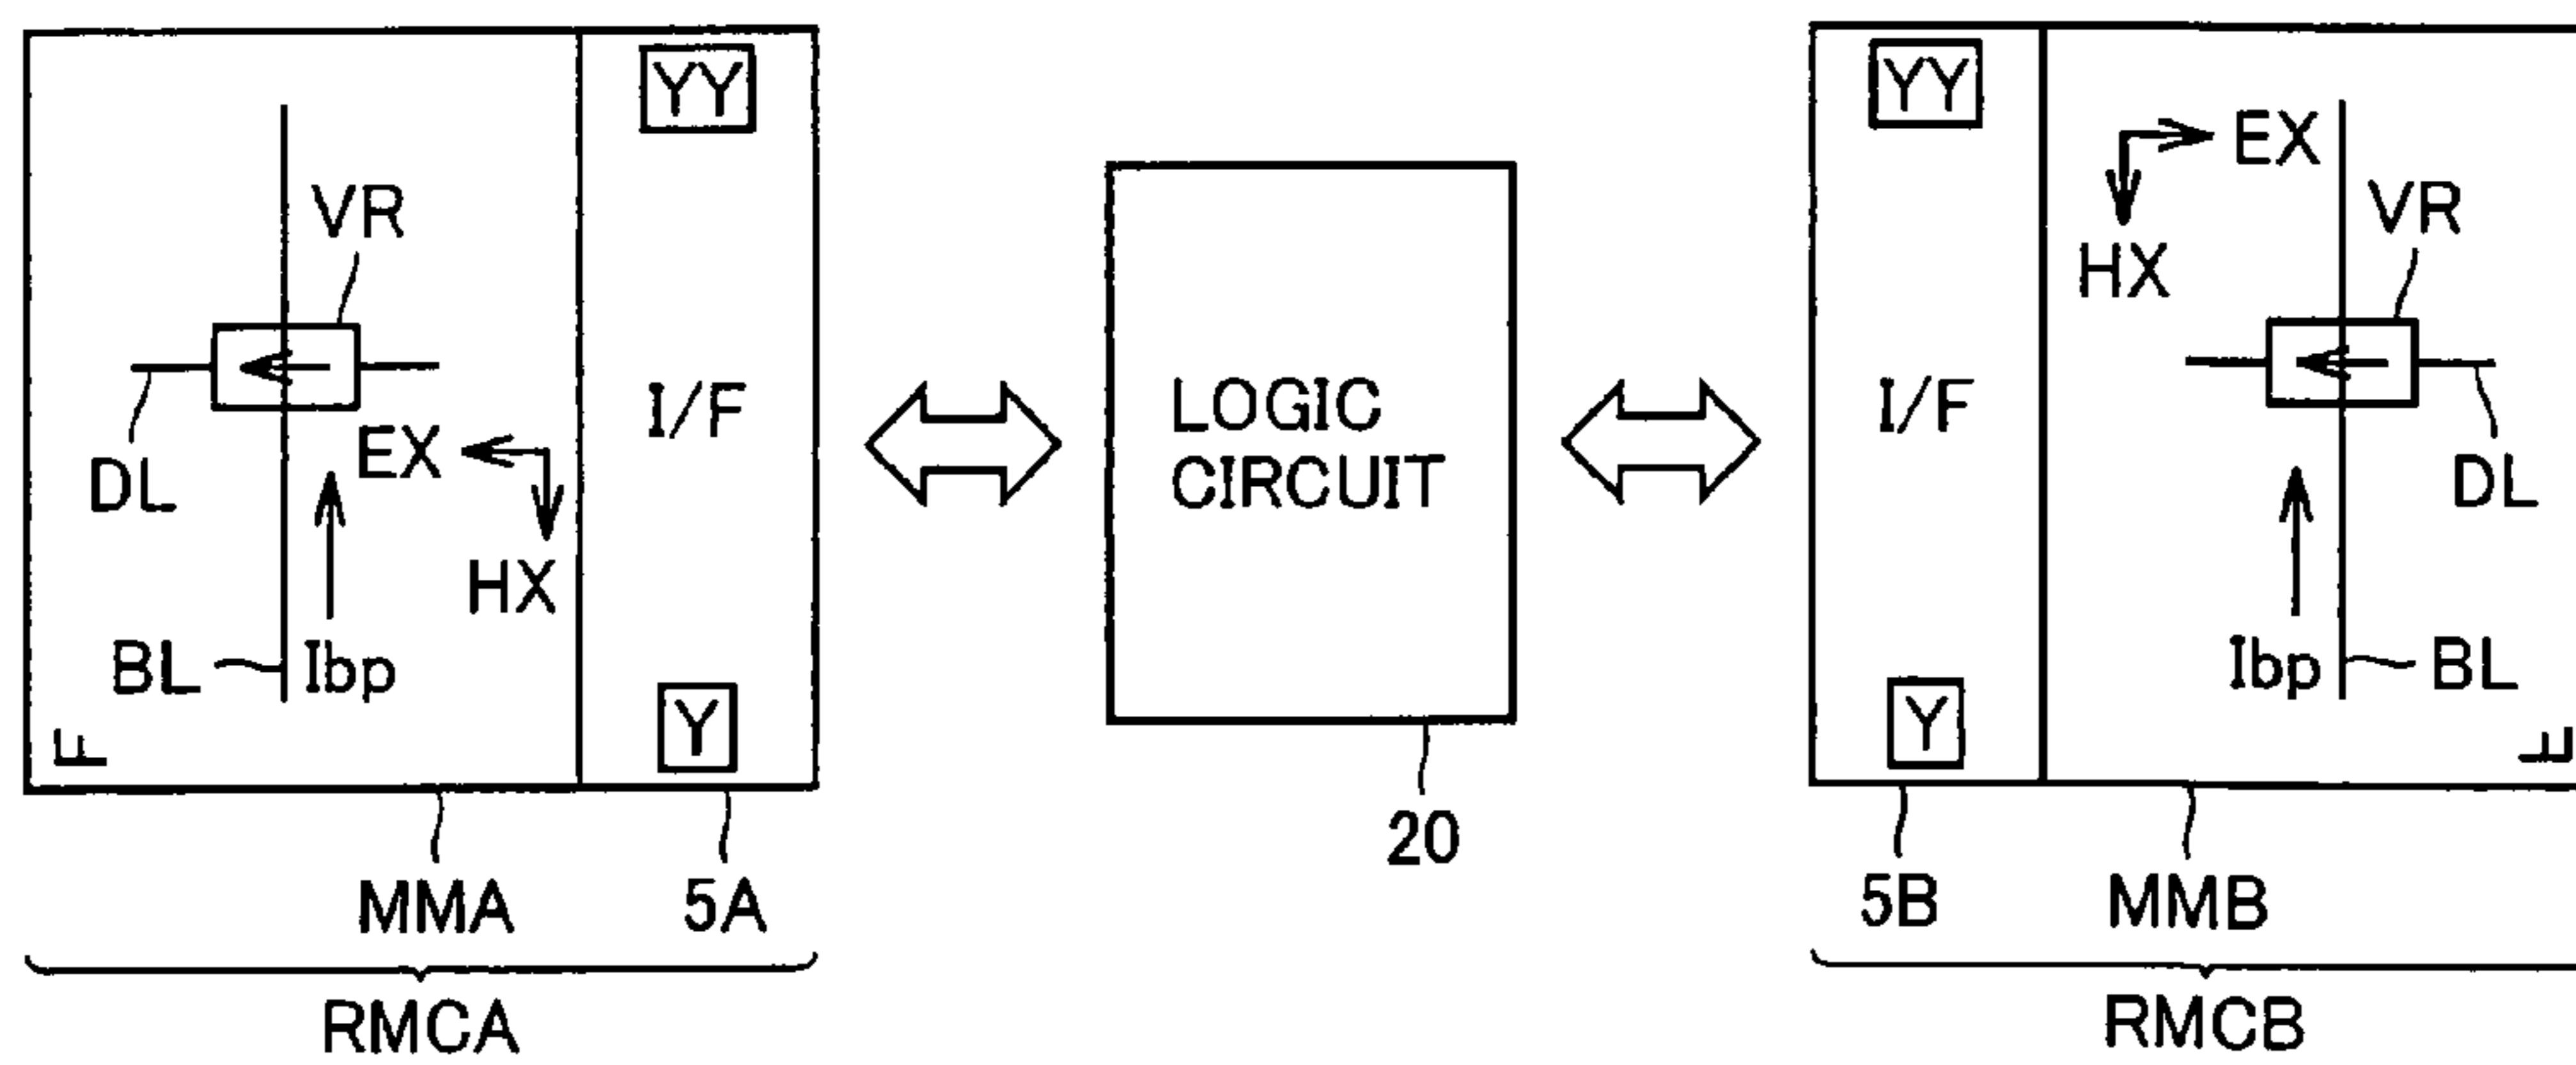 YY
VR
I/F
EX
DL
HX
BL
Ibp
F
Y
MMA
5A
RMCA
LOGIC
CIRCUIT
20
YY
EX
HX
VR
I/F
DL
Ibp
BL
Y
F
5B
MMB
RMCB